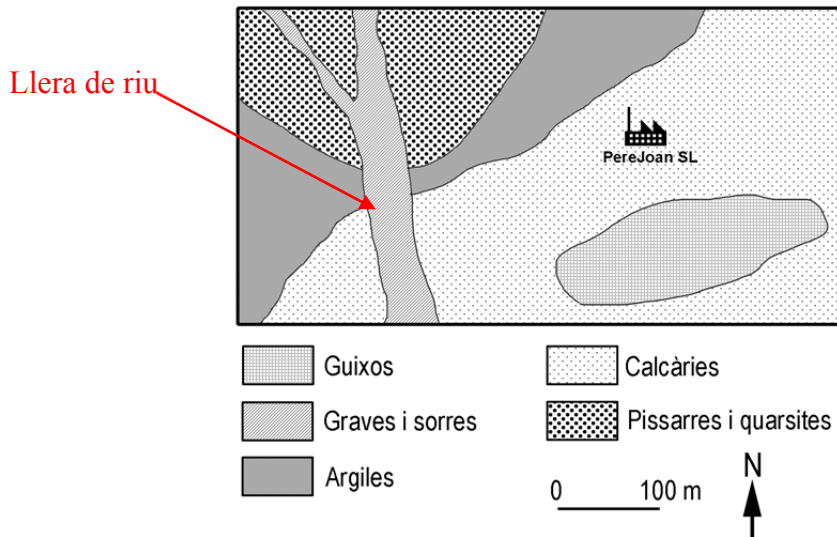 Llera de riu
PereJoan SL
Guixos
Calcàries
Graves i sorres
Pissarres i quarsites
Argiles
0 100 m
N